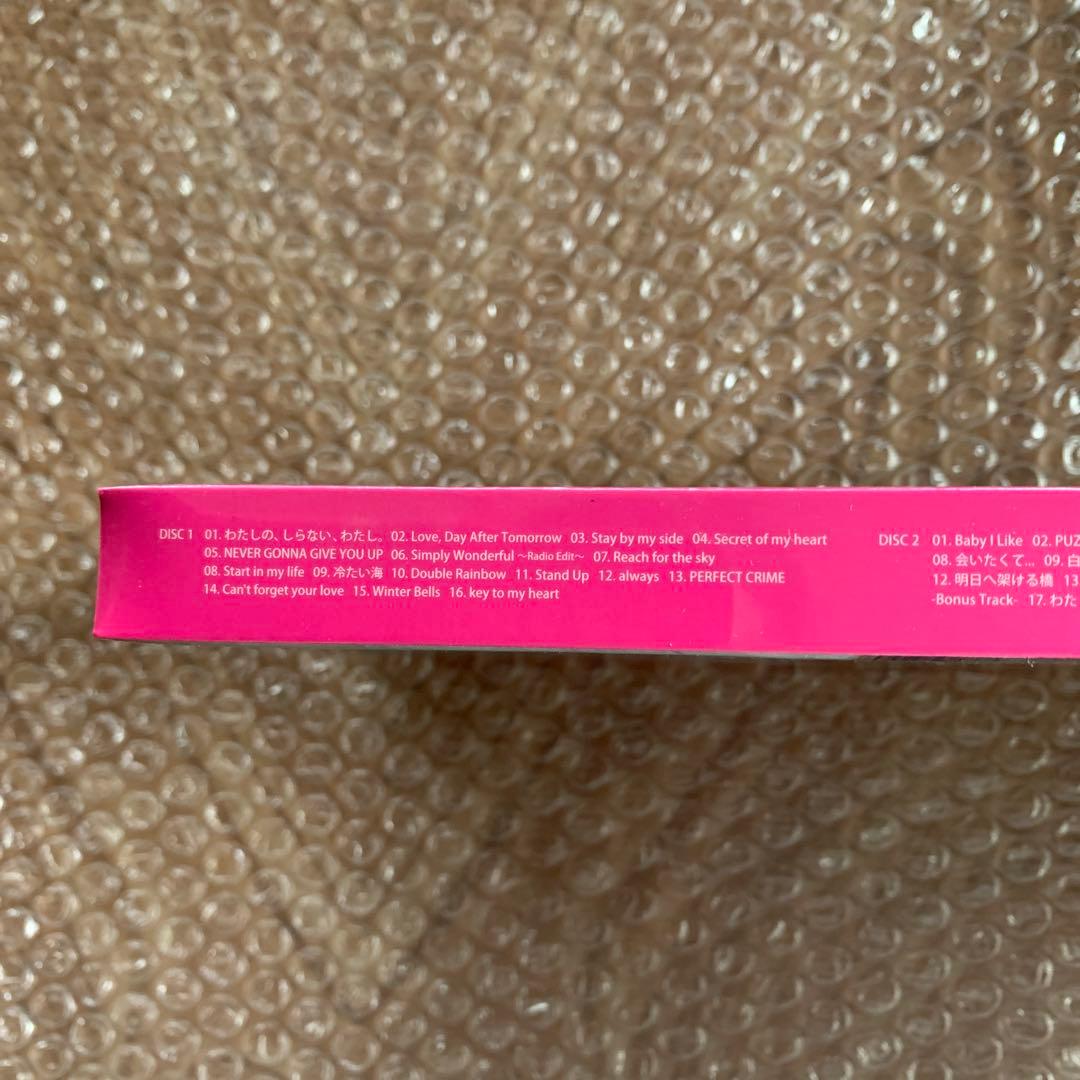 DISC 1 01. わたしの、しらない、わたし。 02. Love, Day After Tomorrow 03. Stay by my side 04. Secret of my heart
05. NEVER GONNA GIVE YOU UP 06. Simply Wonderful ～Radio Edit～ 07. Reach for the sky
08. Start in my life 09. 冷たい海 10. Double Rainbow 11. Stand Up 12. always 13. PERFECT CRIME
14. Can't forget your love 15. Winter Bells 16. key to my heart
DISC 2 01. Baby I Like 02. PUZ
08. 会いたくて... 09. 白
12. 明日へ架ける橋 13
-Bonus Track- 17. わた